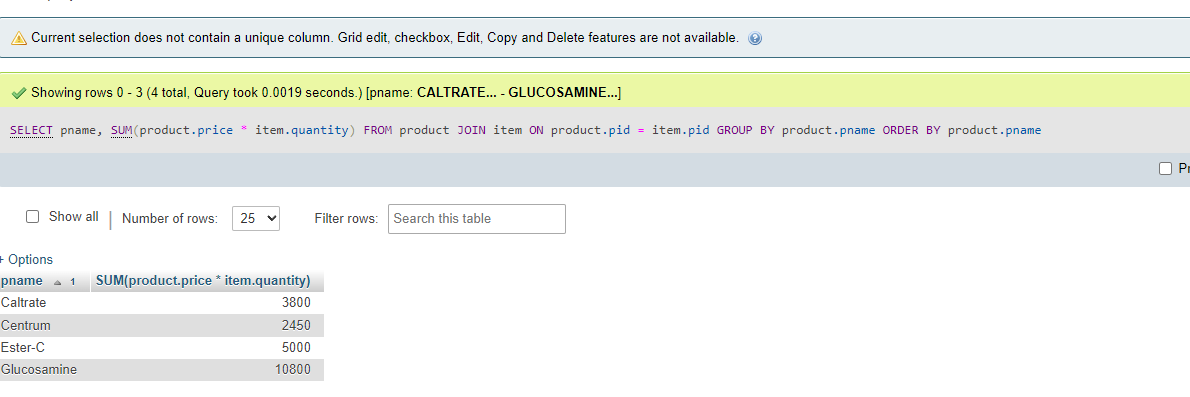 Current selection does not contain a unique column. Grid edit, checkbox, Edit, Copy and Delete features are not available.
Showing rows 0 - 3 (4 total, Query took 0.0019 seconds.) [pname: CALTRATE... - GLUCOSAMINE...]
SELECT pname, SUM(product.price * item.quantity) FROM product JOIN item ON product.pid = item.pid GROUP BY product.pname ORDER BY product.pname
Show all | Number of rows: 25 Filter rows: Search this table
+ Options
pname 1 SUM(product.price * item.quantity)
Caltrate 3800
Centrum 2450
Ester-C 5000
Glucosamine 10800